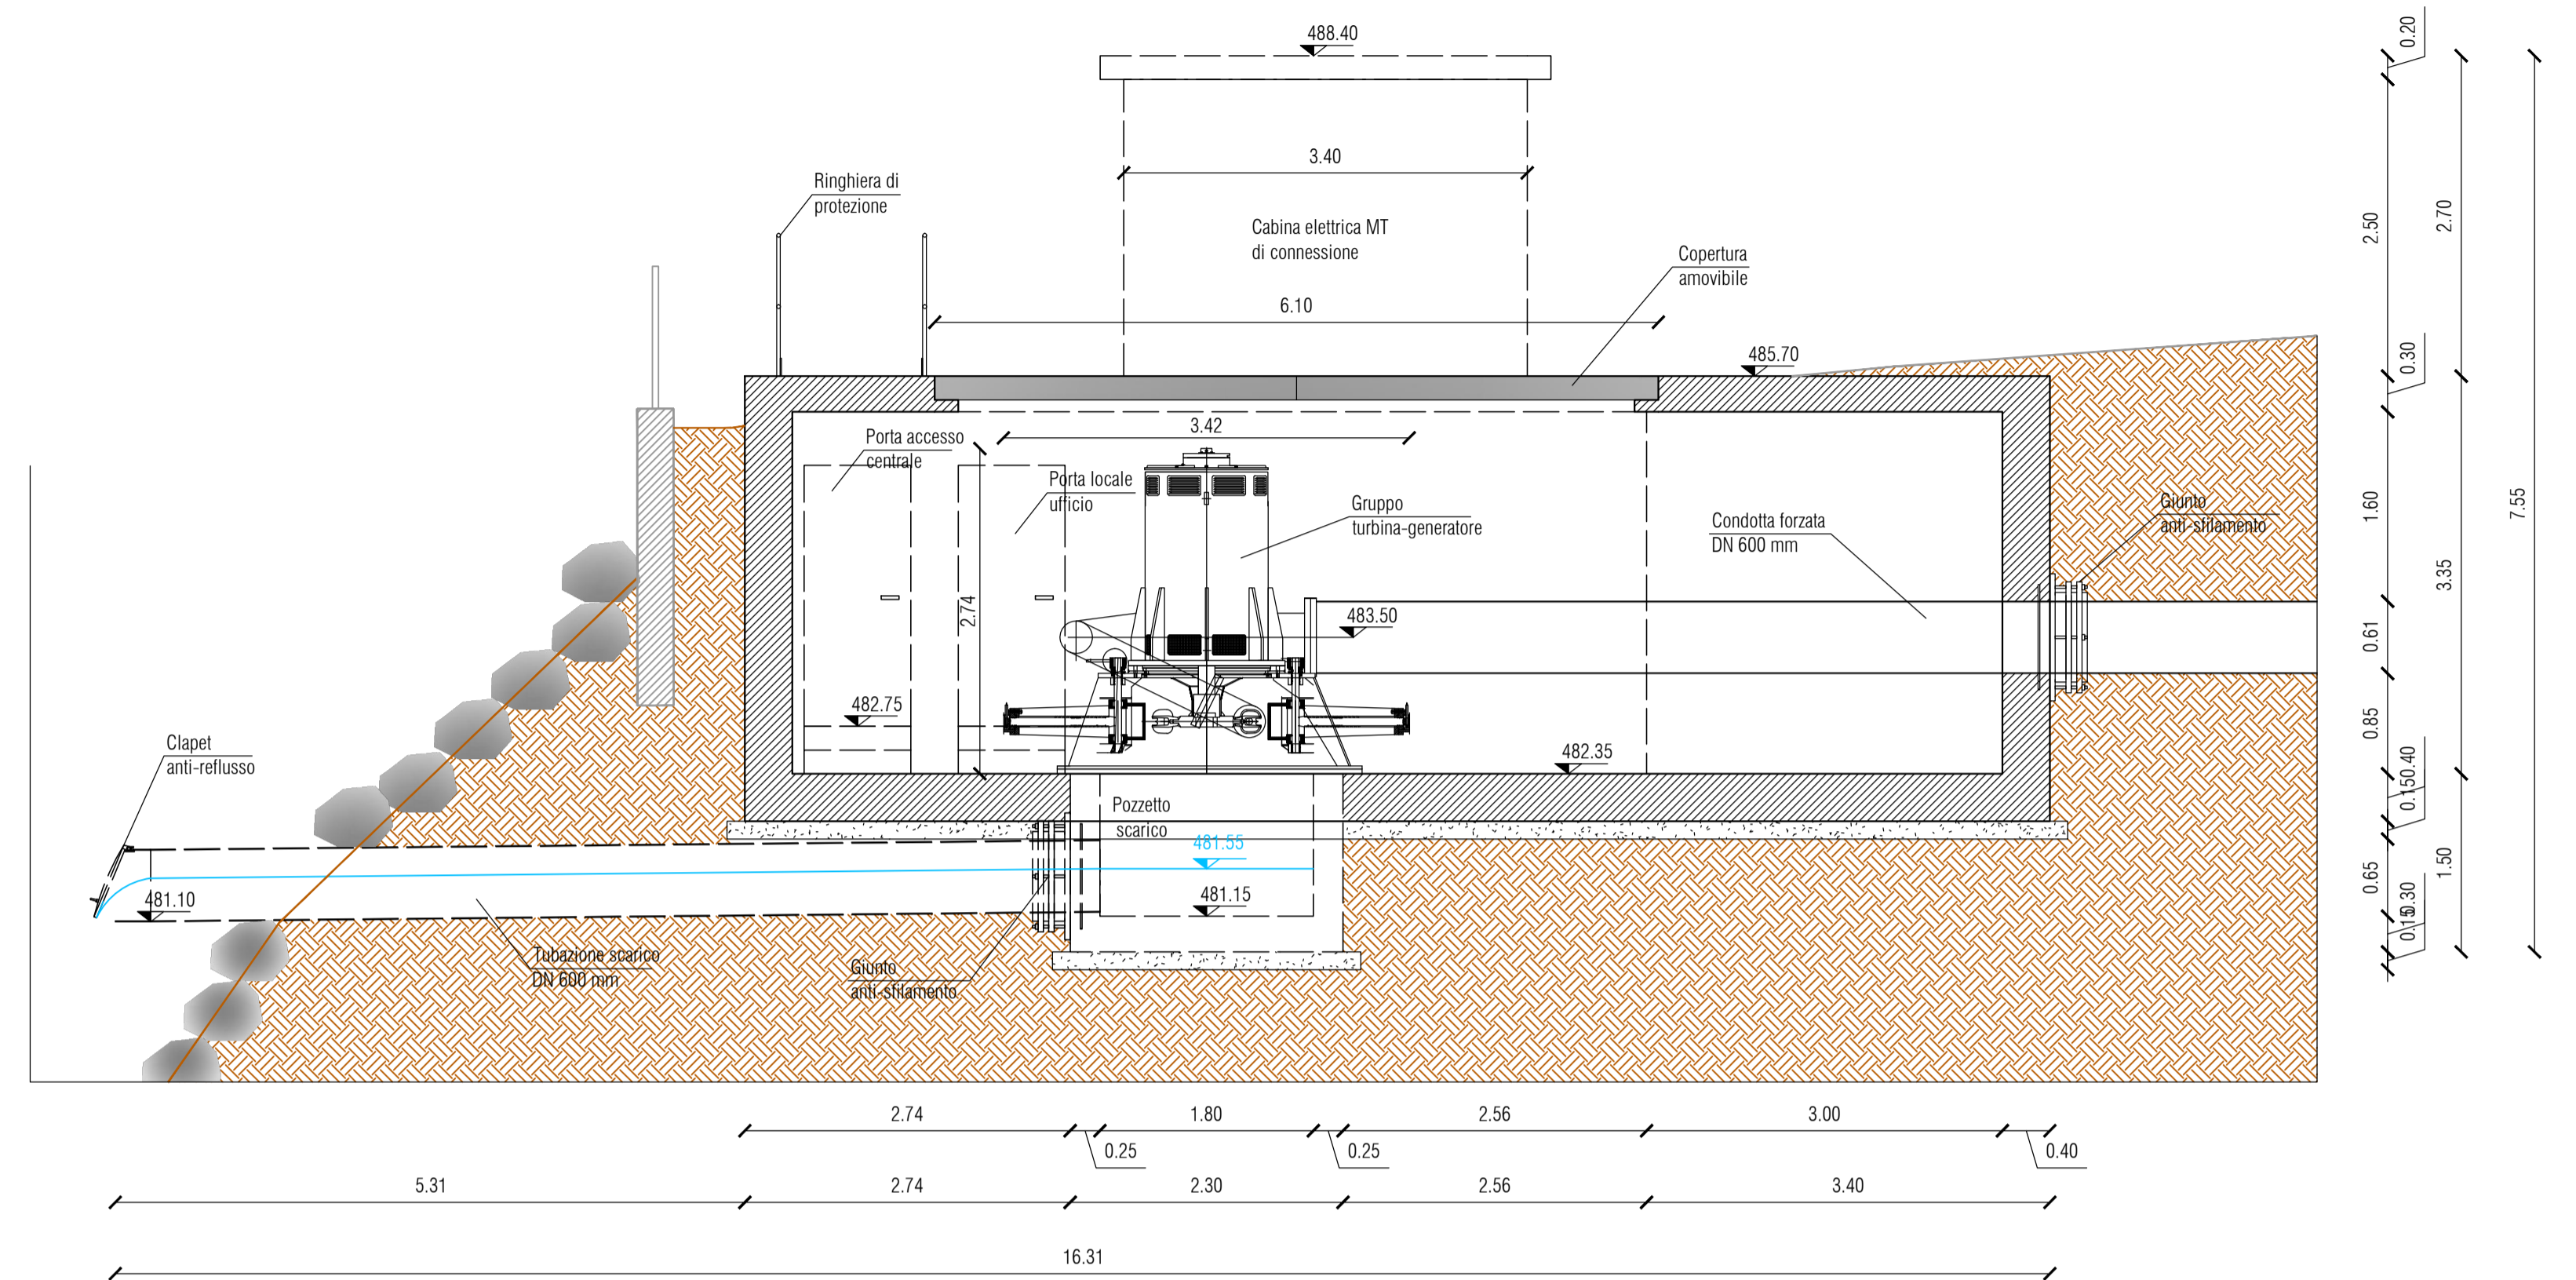 488.40
0.20
3.40
Ringhiera di
protezione
Cabina elettrica MT
di connessione
2.50
2.70
Copertura
amovibile
6.10
485.70
0.30
3.42
Porta accesso
centrale
Porta locale
ufficio
Gruppo
turbina-generatore
Condotta forzata
DN 600 mm
Giunto
anti-sfilamento
1.60
7.55
3.35
2.74
483.50
0.61
482.75
482.35
0.85
Clapet
anti-reflusso
0.40
0.15
Pozzetto
scarico
481.55
481.10
481.15
0.65
1.50
0.30
0.15
Tubazione scarico
DN 600 mm
Giunto
anti-sfilamento
2.74
1.80
2.56
3.00
0.25
0.25
0.40
5.31
2.74
2.30
2.56
3.40
16.31